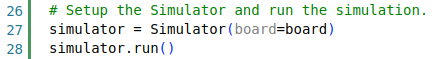 26 # Setup the Simulator and run the simulation.
27 simulator = Simulator(board=board)
28 simulator.run()